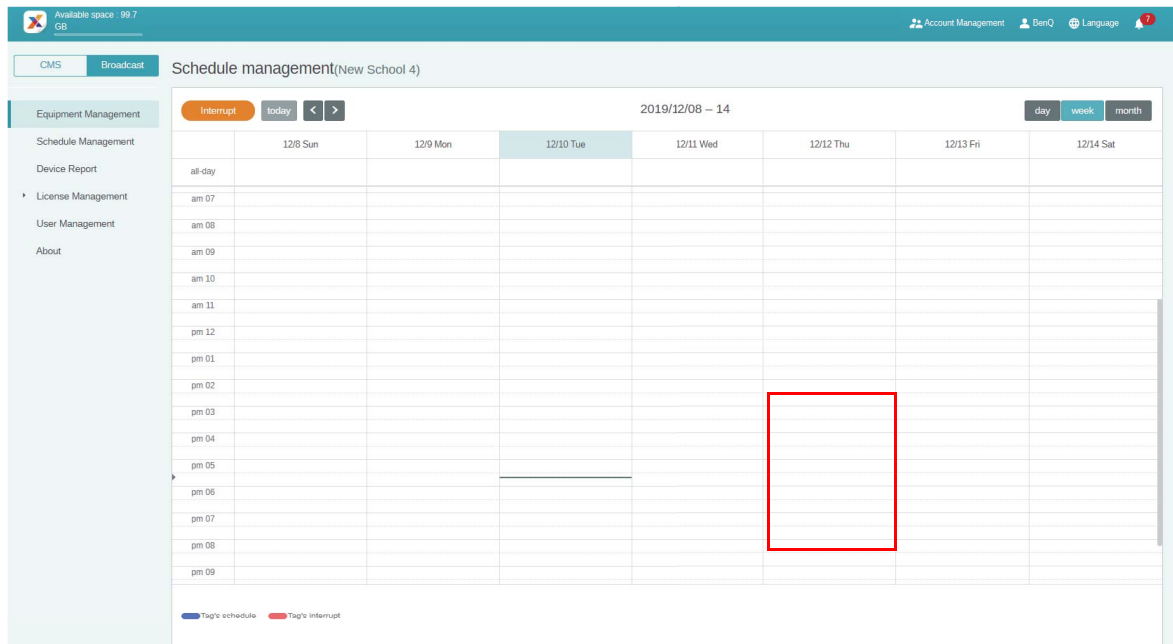 Available space : 99.7
GB
Account Management
BenQ
Language
7
CMS
Broadcast
Schedule management(New School 4)
Equipment Management
Schedule Management
Device Report
License Management
User Management
About
Interrupt
today
2019/12/08 – 14
day
week
month
12/8 Sun
12/9 Mon
12/10 Tue
12/11 Wed
12/12 Thu
12/13 Fri
12/14 Sat
all-day
am 07
am 08
am 09
am 10
am 11
pm 12
pm 01
pm 02
pm 03
pm 04
pm 05
pm 06
pm 07
pm 08
pm 09
Tag's schedule
Tag's interrupt